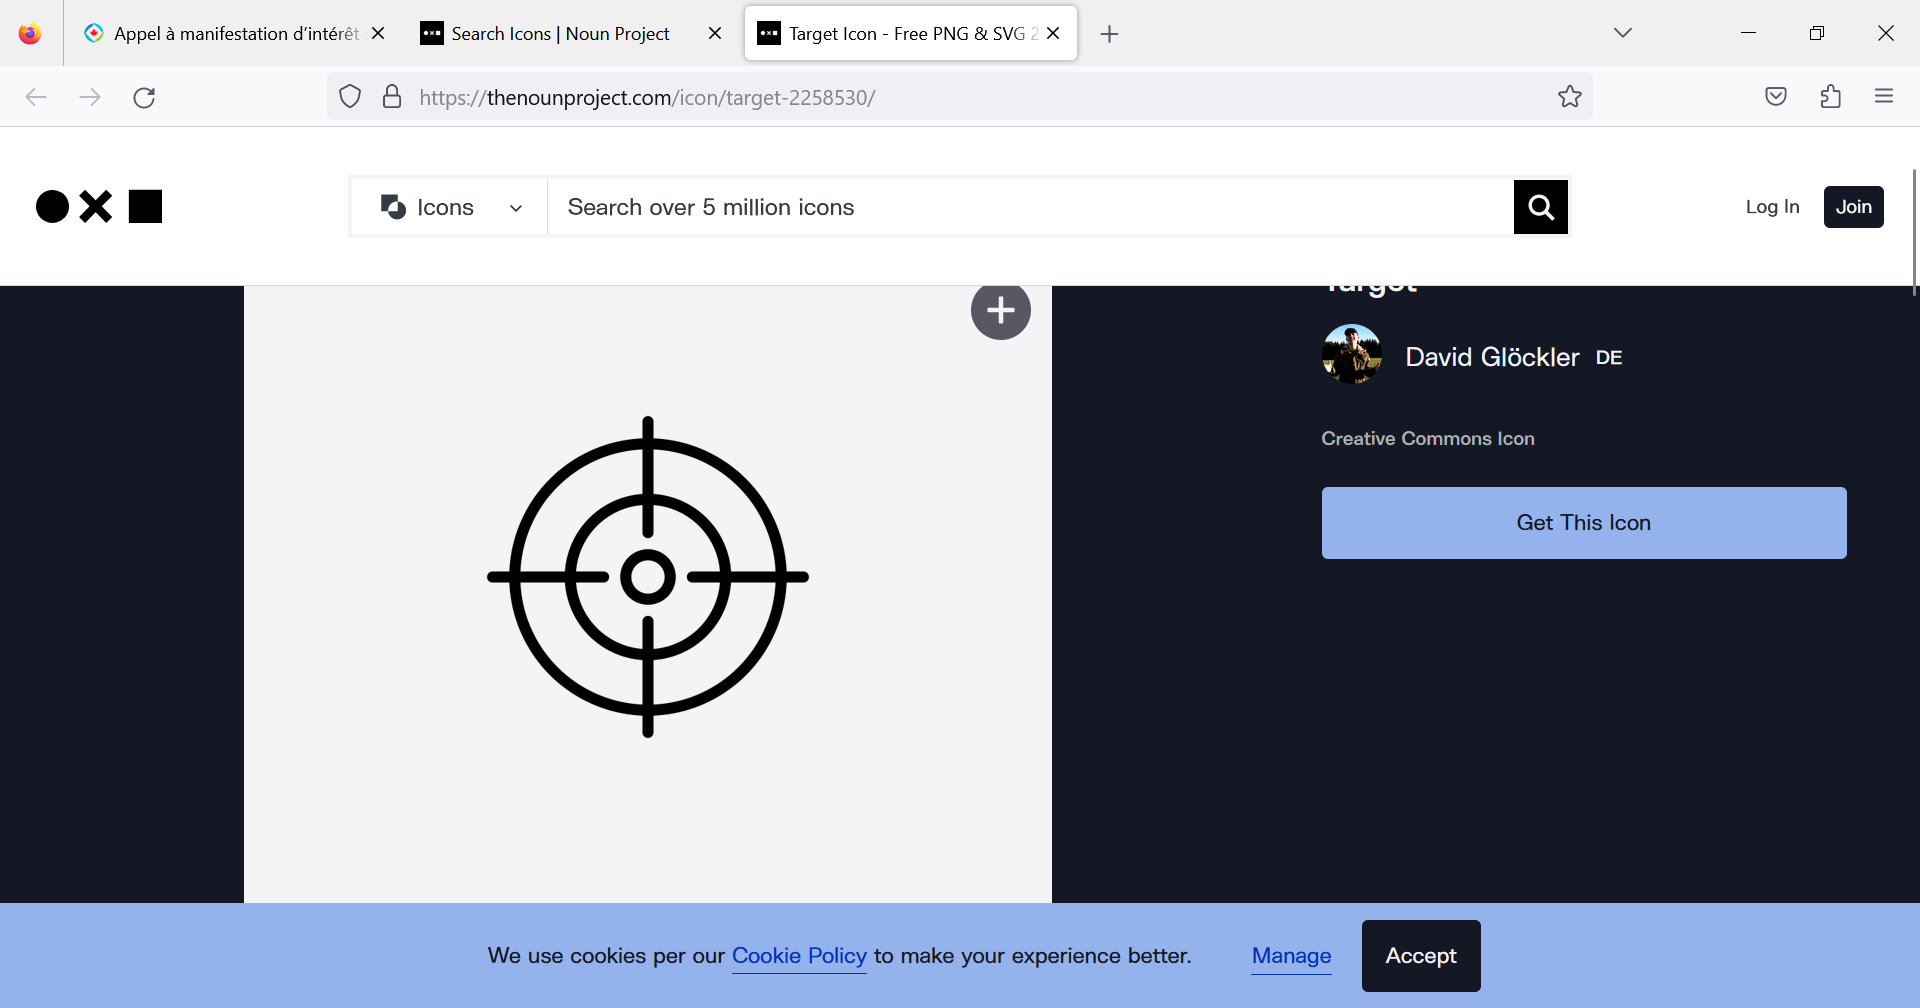 Appel à manifestation d'intérêt
Search Icons | Noun Project
Target Icon - Free PNG & SVG 2
https://thenounproject.com/icon/target-2258530/
Icons
Search over 5 million icons
Log In
Join
Target
David Glöckler DE
Creative Commons Icon
Get This Icon
We use cookies per our Cookie Policy to make your experience better.
Manage
Accept